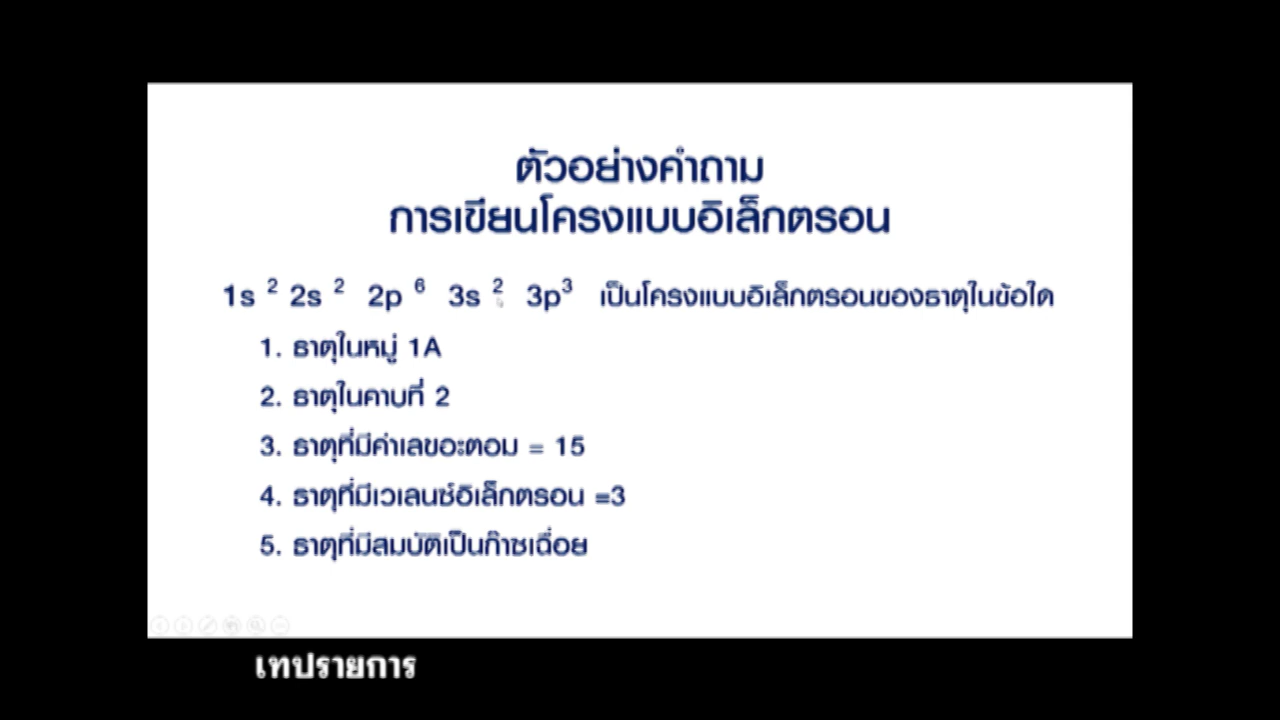 ตัวอย่างคำถาม
การเขียนโครงแบบอิเล็กตรอน
1s ² 2s ² 2p ⁶ 3s ² 3p³ เป็นโครงแบบอิเล็กตรอนของธาตุในข้อใด
1. ธาตุในหมู่ 1A
2. ธาตุในคาบที่ 2
3. ธาตุที่มีค่าเลขอะตอม = 15
4. ธาตุที่มีเวเลนซ์อิเล็กตรอน =3
5. ธาตุที่มีสมบัติเป็นก๊าซเฉื่อย
เทปรายการ